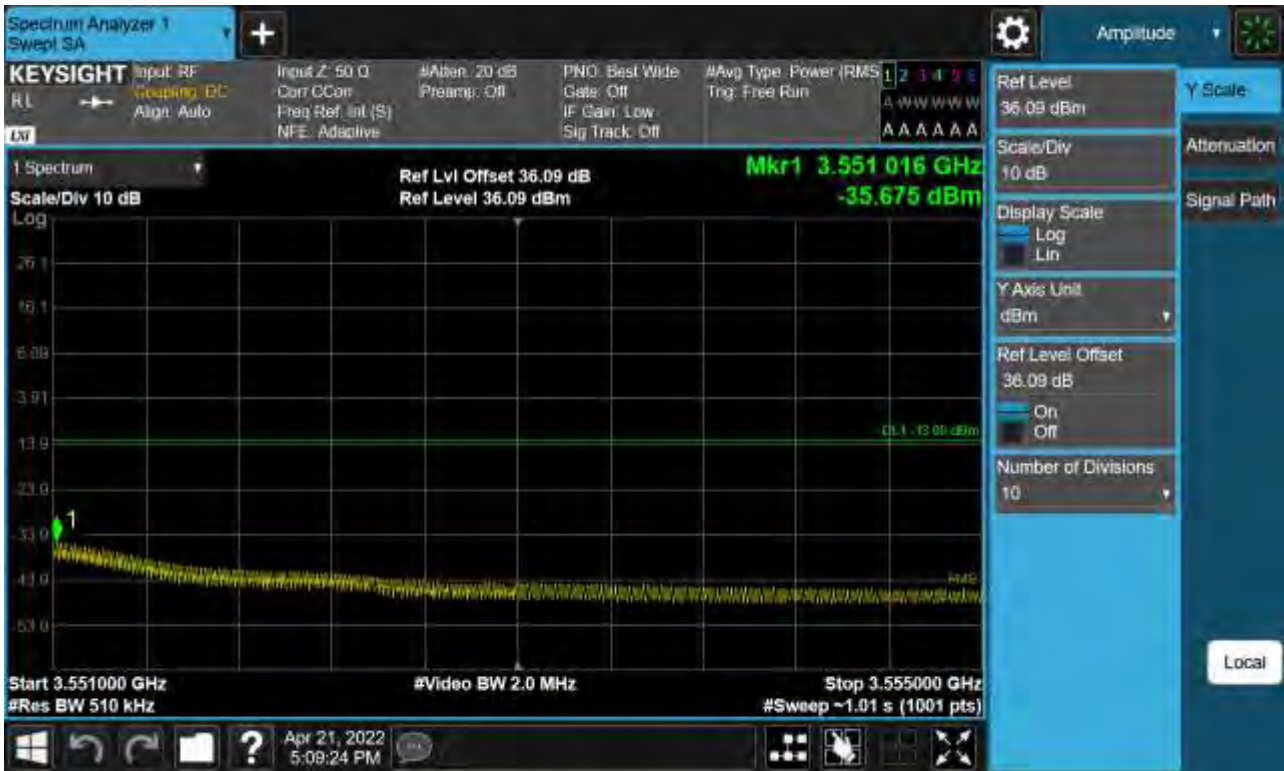 Spectrum Analyzer 1
Swept SA
+
Amplitude
KEYSIGHT
RL
LXI
Input: RF
Coupling: DC
Align: Auto
Input Z: 50 Ω
Corr CCorr
Freq Ref: Int (S)
NFE: Adaptive
#Atten: 20 dB
Preamp: Off
PNO: Best Wide
Gate: Off
IF Gain: Low
Sig Track: Off
#Avg Type: Power (RMS
Trig: Free Run
1 2 3 4 5 6
A W W W W W
A A A A A A
1 Spectrum
Scale/Div 10 dB
Log
Ref Lvl Offset 36.09 dB
Ref Level 36.09 dBm
Mkr1 3.551 016 GHz
-35.675 dBm
26.1
16.1
6.09
-3.91
-13.9
-23.9
-33.9
-43.9
-53.9
DL1 -13.00 dBm
1
RMS
Start 3.551000 GHz
#Res BW 510 kHz
#Video BW 2.0 MHz
Stop 3.555000 GHz
#Sweep ~1.01 s (1001 pts)
Ref Level
36.09 dBm
Scale/Div
10 dB
Display Scale
Log
Lin
Y Axis Unit
dBm
Ref Level Offset
36.09 dB
On
Off
Number of Divisions
10
Y Scale
Attenuation
Signal Path
Local
?
Apr 21, 2022
5:09:24 PM